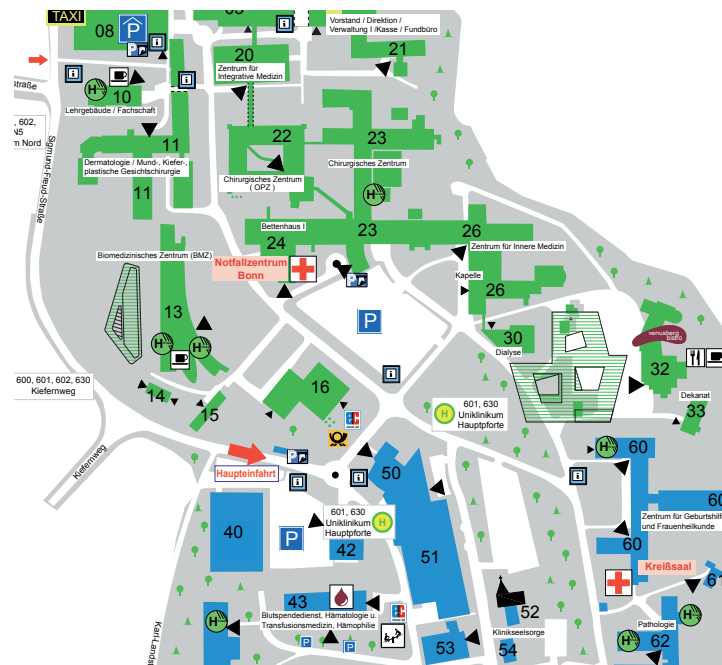 TAXI
08
P
P
i
i
i
i
i
09
20
Zentrum für
Integrative Medizin
Vorstand / Direktion /
Verwaltung I /Kasse / Fundbüro
21
H
10
Lehrgebäude / Fachschaft
straße
, 602,
N5
m Nord
Sigmund-Freud-Straße
11
Dermatologie / Mund-, Kiefer-,
plastische Gesichtschirurgie
11
22
Chirurgisches Zentrum
( OPZ )
23
Chirurgisches Zentrum
H
Bettenhaus I
23
26
24
Zentrum für Innere Medizin
Biomedizinisches Zentrum (BMZ)
Notfallzentrum
Bonn
P
Kapelle
26
13
P
30
Dialyse
venusberg
bistro
H
H
32
600, 601, 602, 630
Kiefernweg
14
15
16
i
Dekanat
33
601, 630
Uniklinikum
Hauptpforte
H
Kiefernweg
Haupteinfahrt
P
i
i
50
H
60
i
60
40
P
601, 630
Uniklinikum
Hauptpforte
H
42
51
Zentrum für Geburtshilfe
und Frauenheilkunde
60
Kreißsaal
61
43
Blutspendedienst, Hämatologie u.
Transfusionsmedizin, Hämophilie
H
P
P
52
Klinikseelsorge
53
54
Pathologie
H
H
62
Karl-Lands